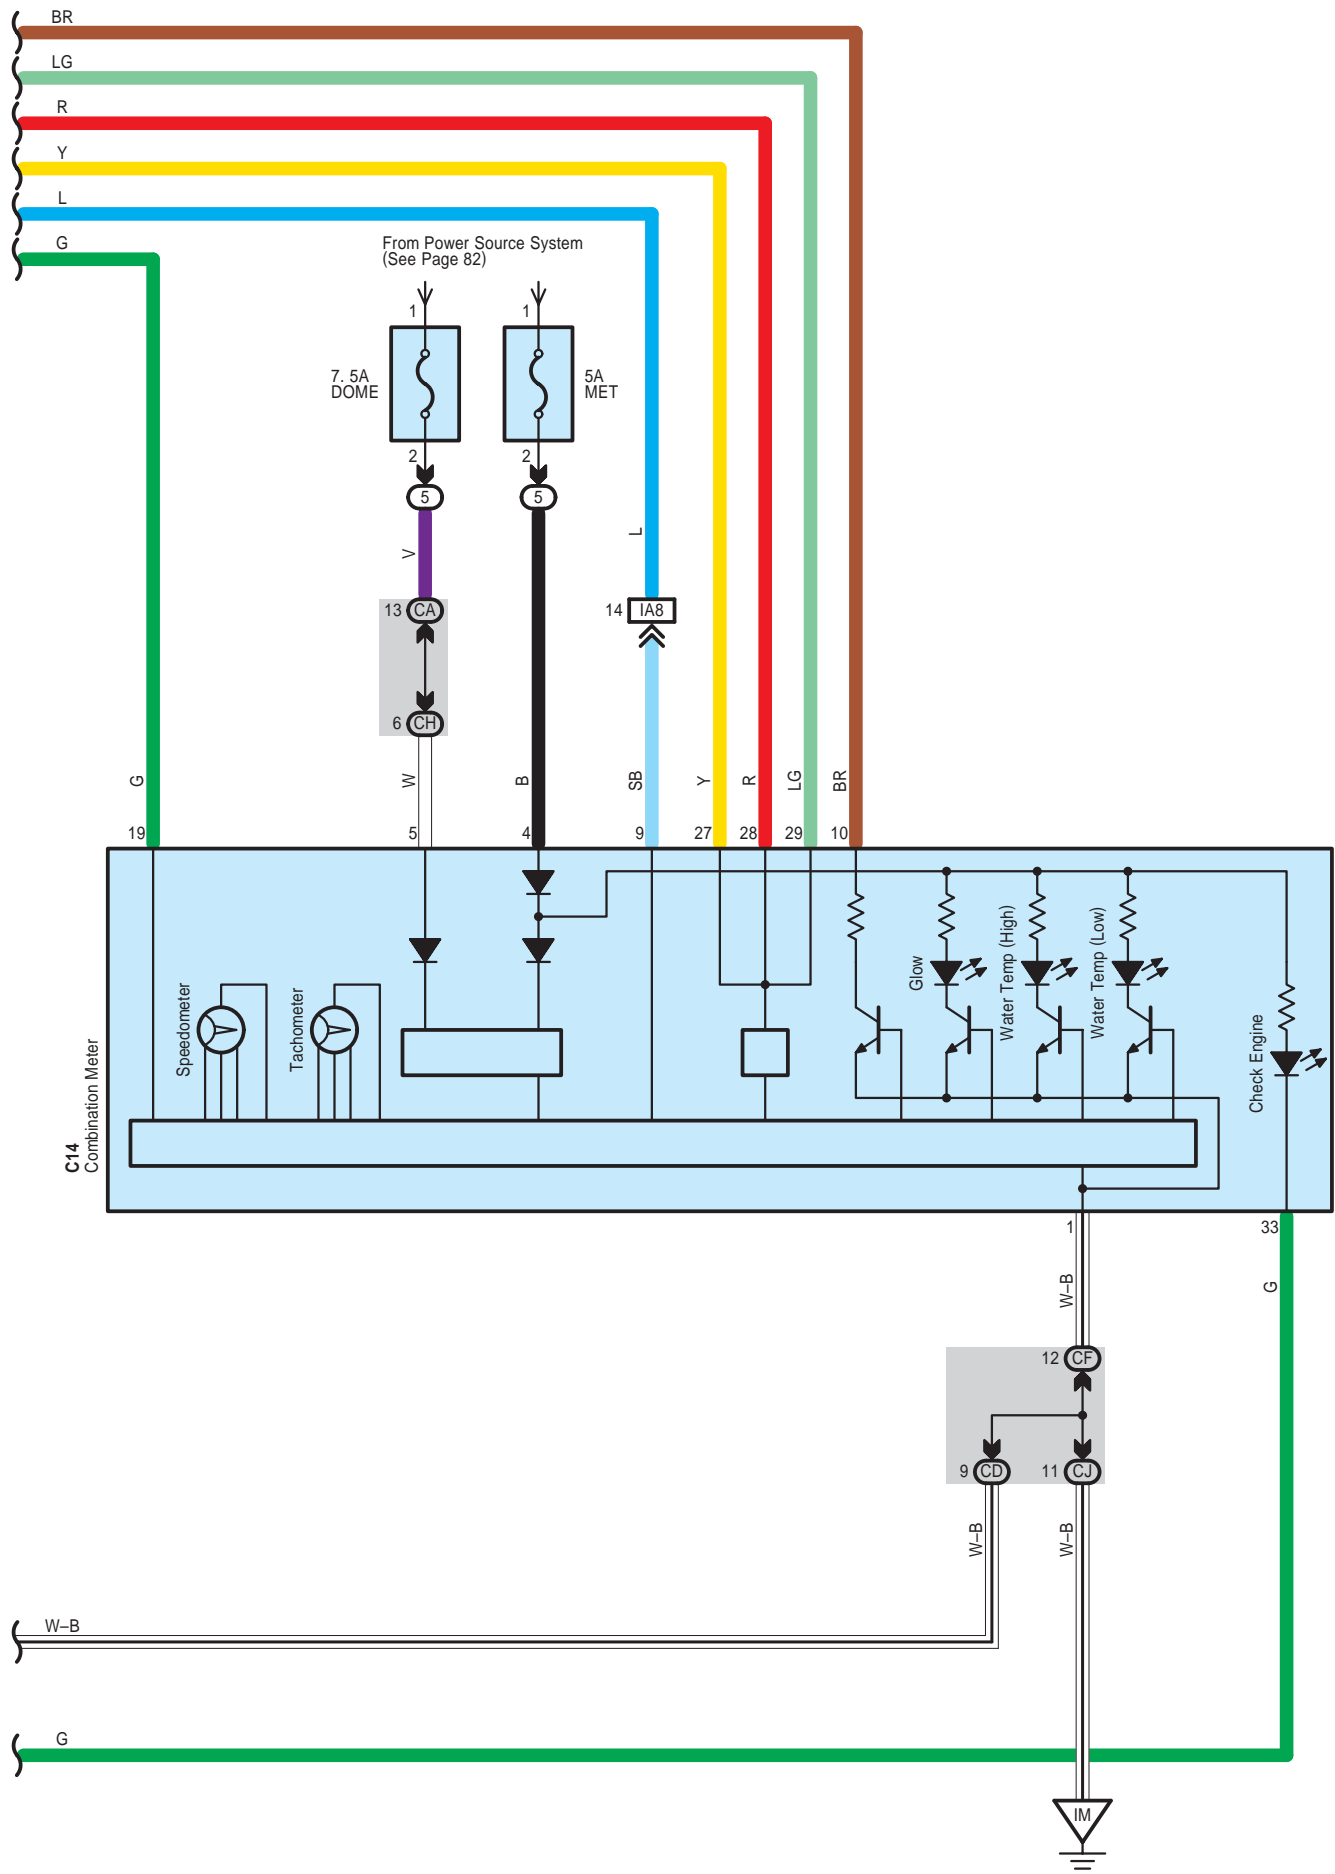 BR
LG
R
Y
L
G
From Power Source System
(See Page 82)
1
1
7. 5A
DOME
5A
MET
2
2
5
5
V
L
13 CA
14 IA8
6 CH
G
W
B
SB
Y
R
LG
BR
19
5
4
9
27
28
29
10
Speedometer
Tachometer
Glow
Water Temp (High)
Water Temp (Low)
Check Engine
C14
Combination Meter
1
33
W–B
G
12 CF
9 CD
11 CJ
W–B
W–B
W–B
G
IM